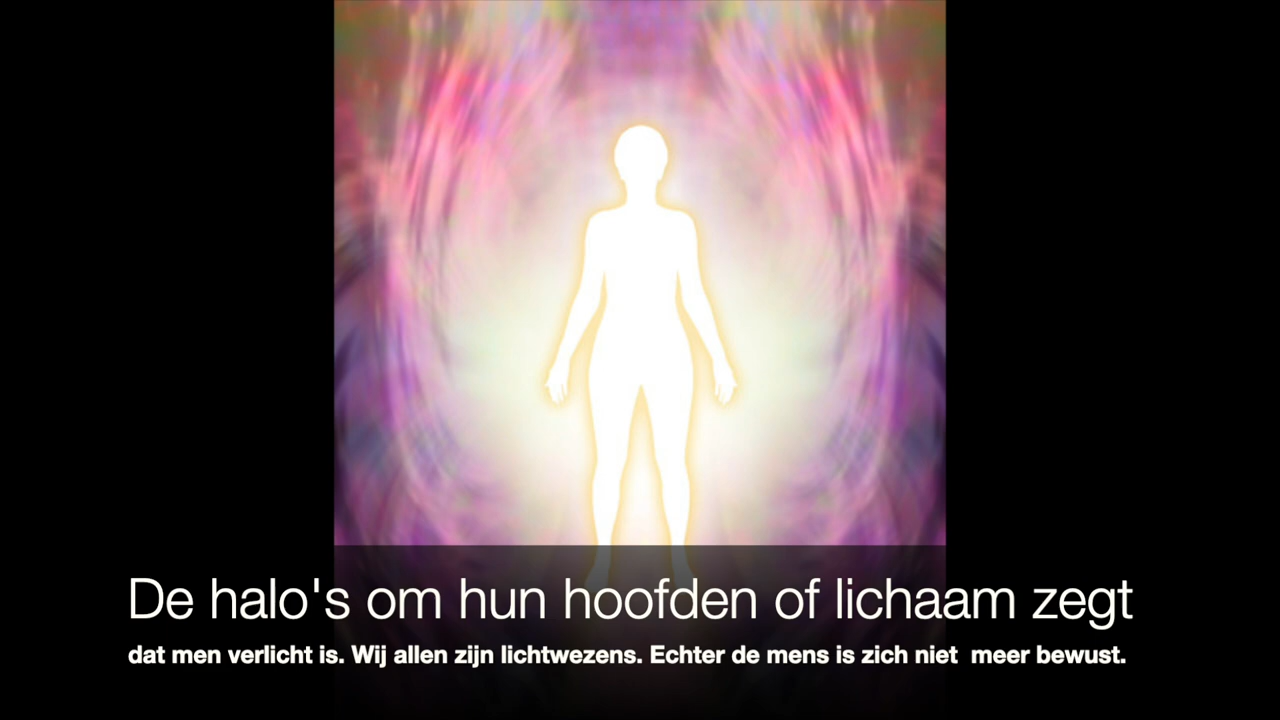 De halo's om hun hoofden of lichaam zegt
dat men verlicht is. Wij allen zijn lichtwezens. Echter de mens is zich niet  meer bewust.